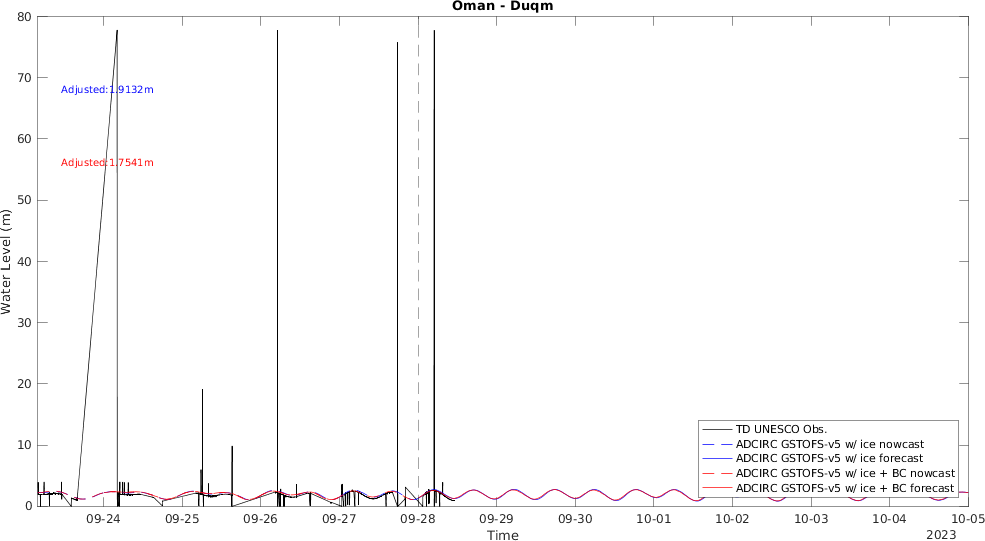 Oman - Duqm
80
70
60
50
40
30
20
10
0
Water Level (m)
Adjusted:1.9132m
Adjusted:1.7541m
TD UNESCO Obs.
ADCIRC GSTOFS-v5 w/ ice nowcast
ADCIRC GSTOFS-v5 w/ ice forecast
ADCIRC GSTOFS-v5 w/ ice + BC nowcast
ADCIRC GSTOFS-v5 w/ ice + BC forecast
09-24 09-25 09-26 09-27 09-28 09-29 09-30 10-01 10-02 10-03 10-04 10-05
Time
2023